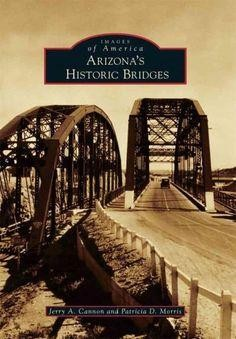 IMAGES
of America
ARIZONA'S
HISTORIC BRIDGES
Jerry A. Cannon and Patricia D. Morris